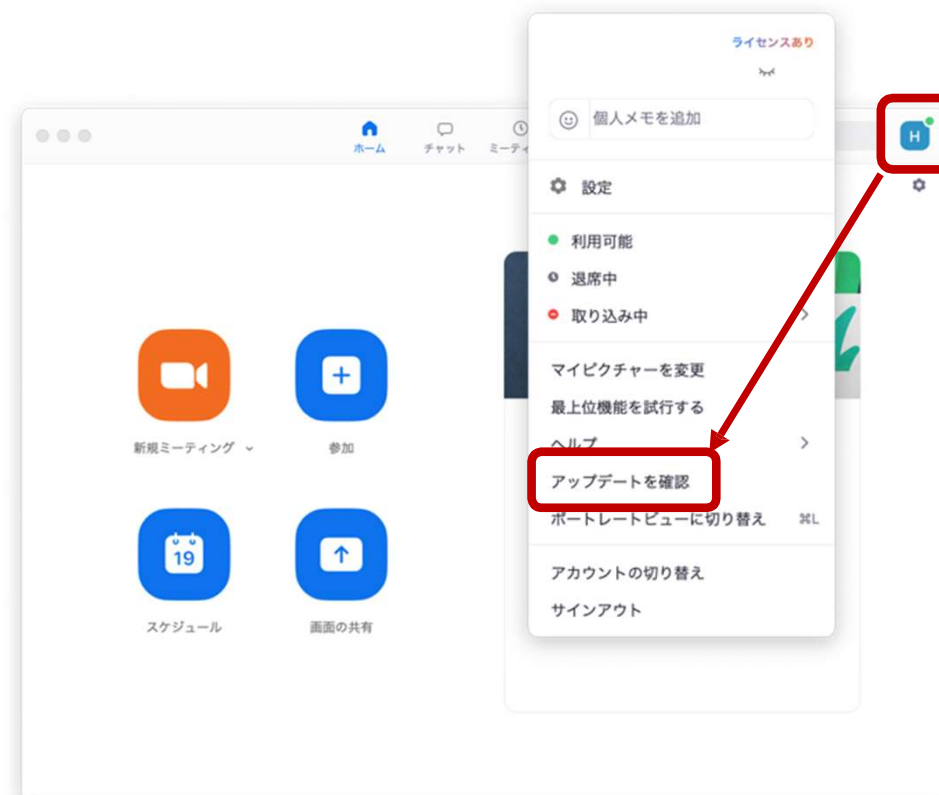 ライセンスあり
個人メモを追加
H
ホーム
チャット
設定
利用可能
退席中
取り込み中
マイピクチャーを変更
最上位機能を試行する
ヘルプ
新規ミーティング
参加
アップデートを確認
ポートレートビューに切り替え ⌘L
19
アカウントの切り替え
サインアウト
スケジュール
画面の共有